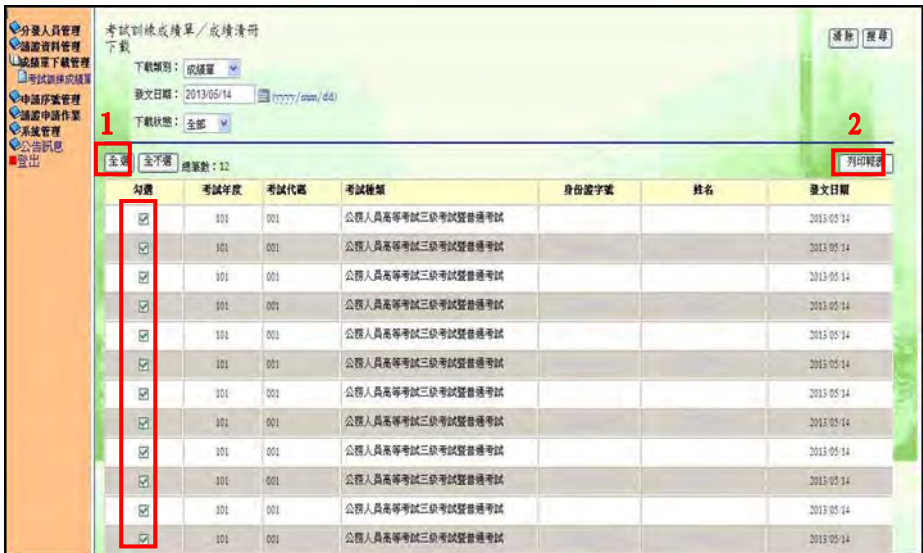 分發人員管理
請證資料管理
成績單下載管理
考試訓練成績單
申請序號管理
請證申請作業
系統管理
公告訊息
登出
考試訓練成績單／成績清冊
下載
清除 搜尋
下載類別： 成績單
發文日期： 2013/05/14 (yyyy/mm/dd)
下載狀態： 全部
1
2
全選 全不選 總筆數：12 列印報表
勾選 考試年度 考試代碼 考試種類 身份證字號 姓名 發文日期
101 001 公務人員高等考試三級考試暨普通考試 2013/05/14
101 001 公務人員高等考試三級考試暨普通考試 2013/05/14
101 001 公務人員高等考試三級考試暨普通考試 2013/05/14
101 001 公務人員高等考試三級考試暨普通考試 2013/05/14
101 001 公務人員高等考試三級考試暨普通考試 2013/05/14
101 001 公務人員高等考試三級考試暨普通考試 2013/05/14
101 001 公務人員高等考試三級考試暨普通考試 2013/05/14
101 001 公務人員高等考試三級考試暨普通考試 2013/05/14
101 001 公務人員高等考試三級考試暨普通考試 2013/05/14
101 001 公務人員高等考試三級考試暨普通考試 2013/05/14
101 001 公務人員高等考試三級考試暨普通考試 2013/05/14
101 001 公務人員高等考試三級考試暨普通考試 2013/05/14